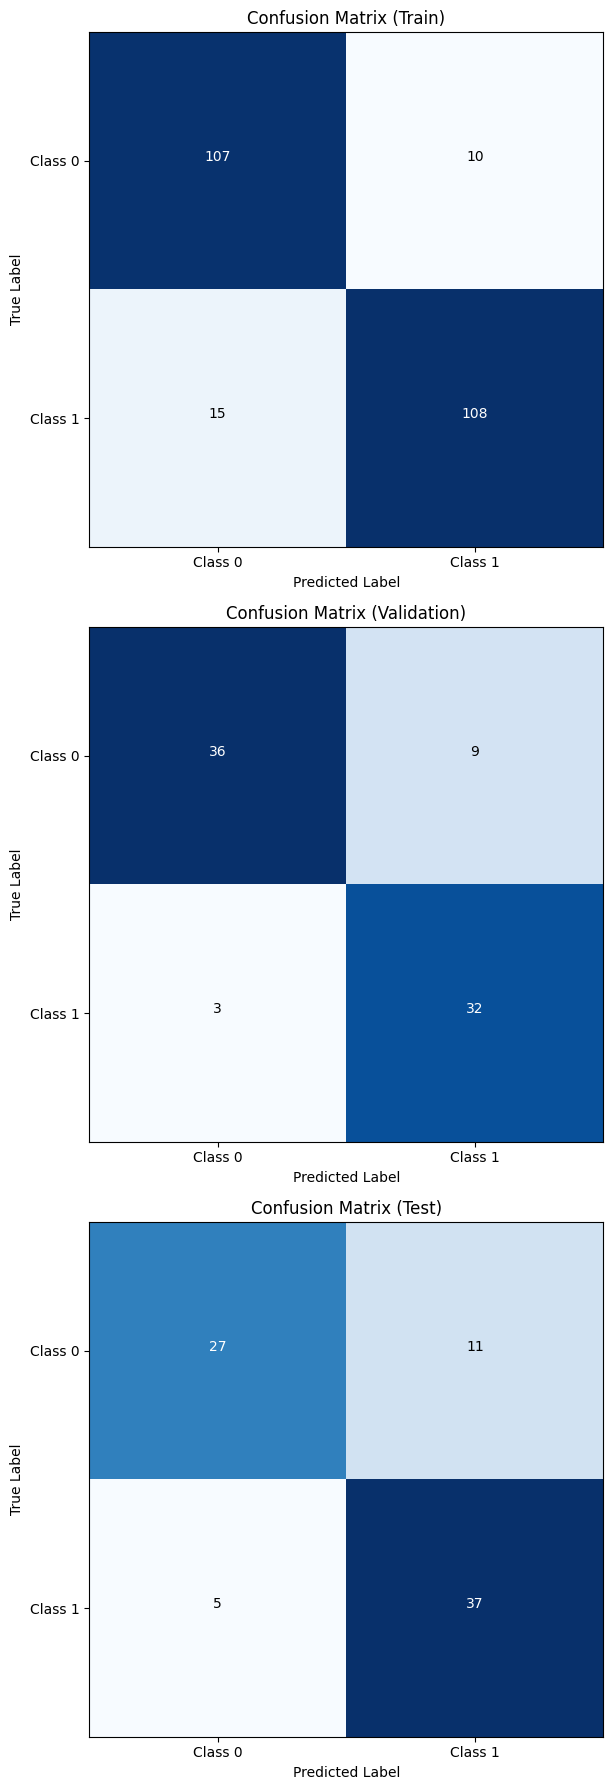 Confusion Matrix (Train)
True Label
Class 0
107
10
Class 1
15
108
Class 0
Class 1
Predicted Label
Confusion Matrix (Validation)
True Label
Class 0
36
9
Class 1
3
32
Class 0
Class 1
Predicted Label
Confusion Matrix (Test)
True Label
Class 0
27
11
Class 1
5
37
Class 0
Class 1
Predicted Label